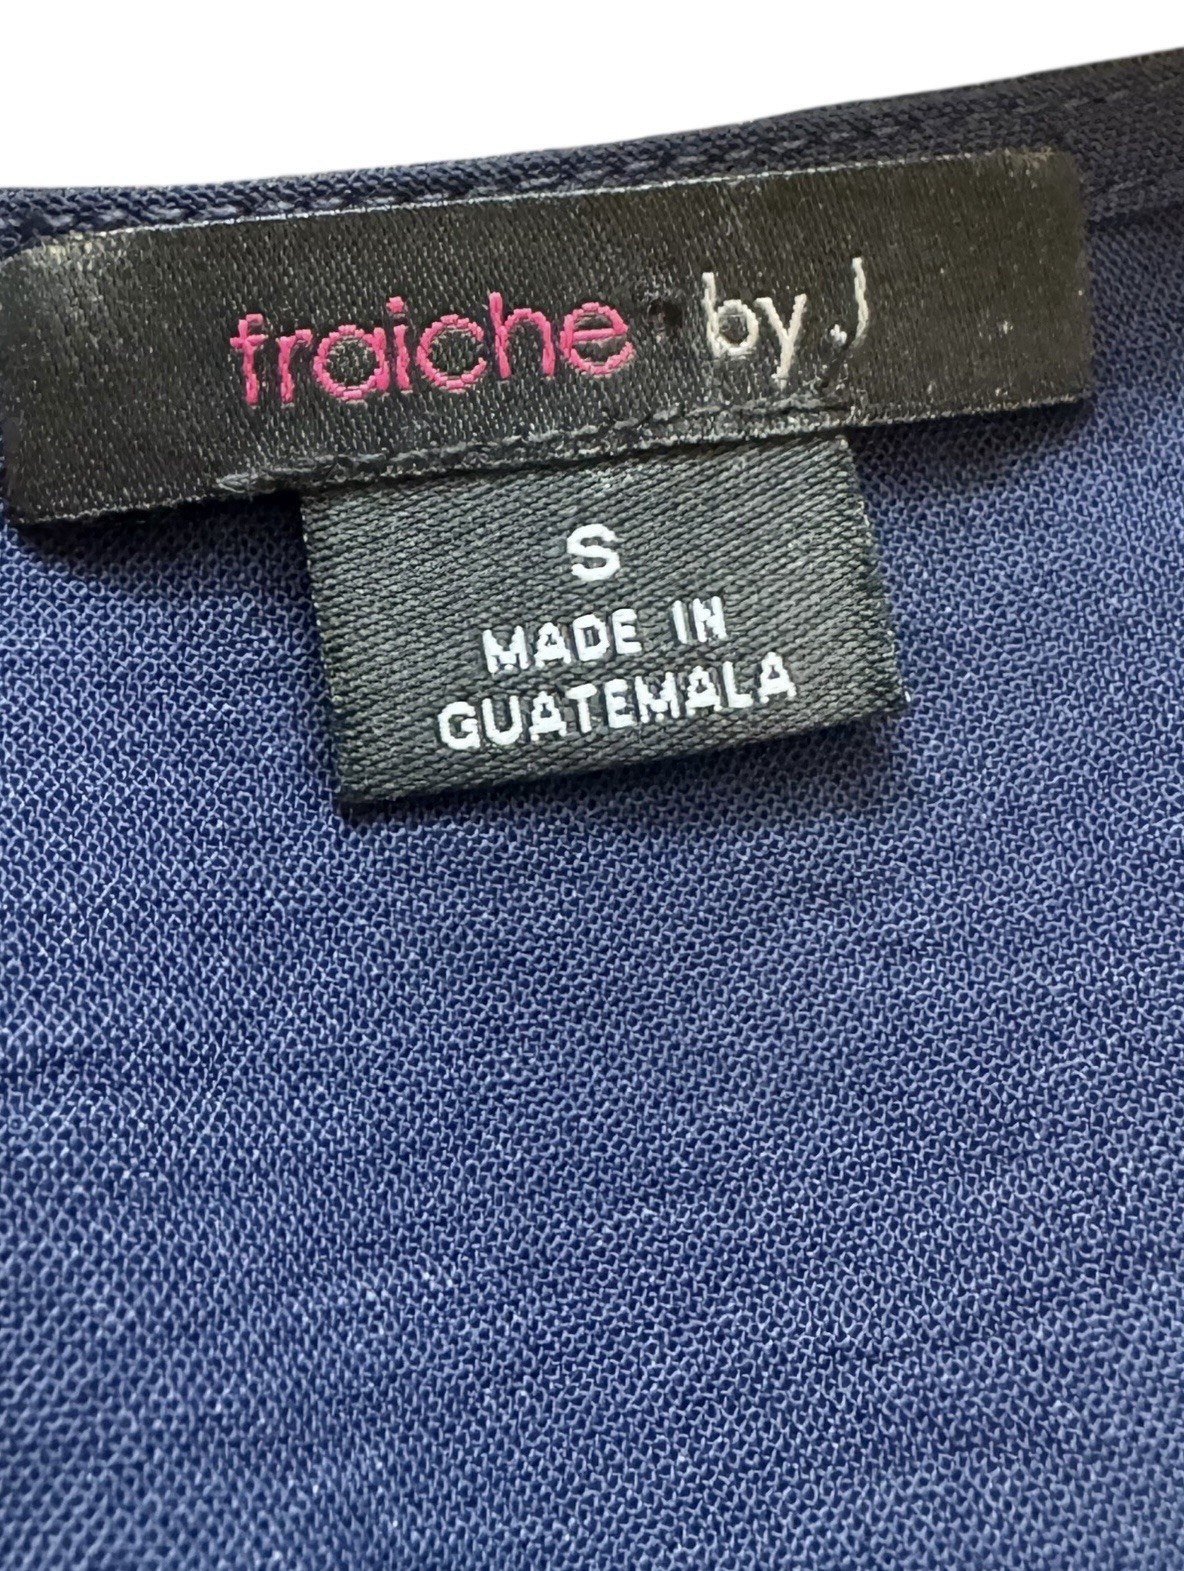 fraiche by J
S
MADE IN
GUATEMALA